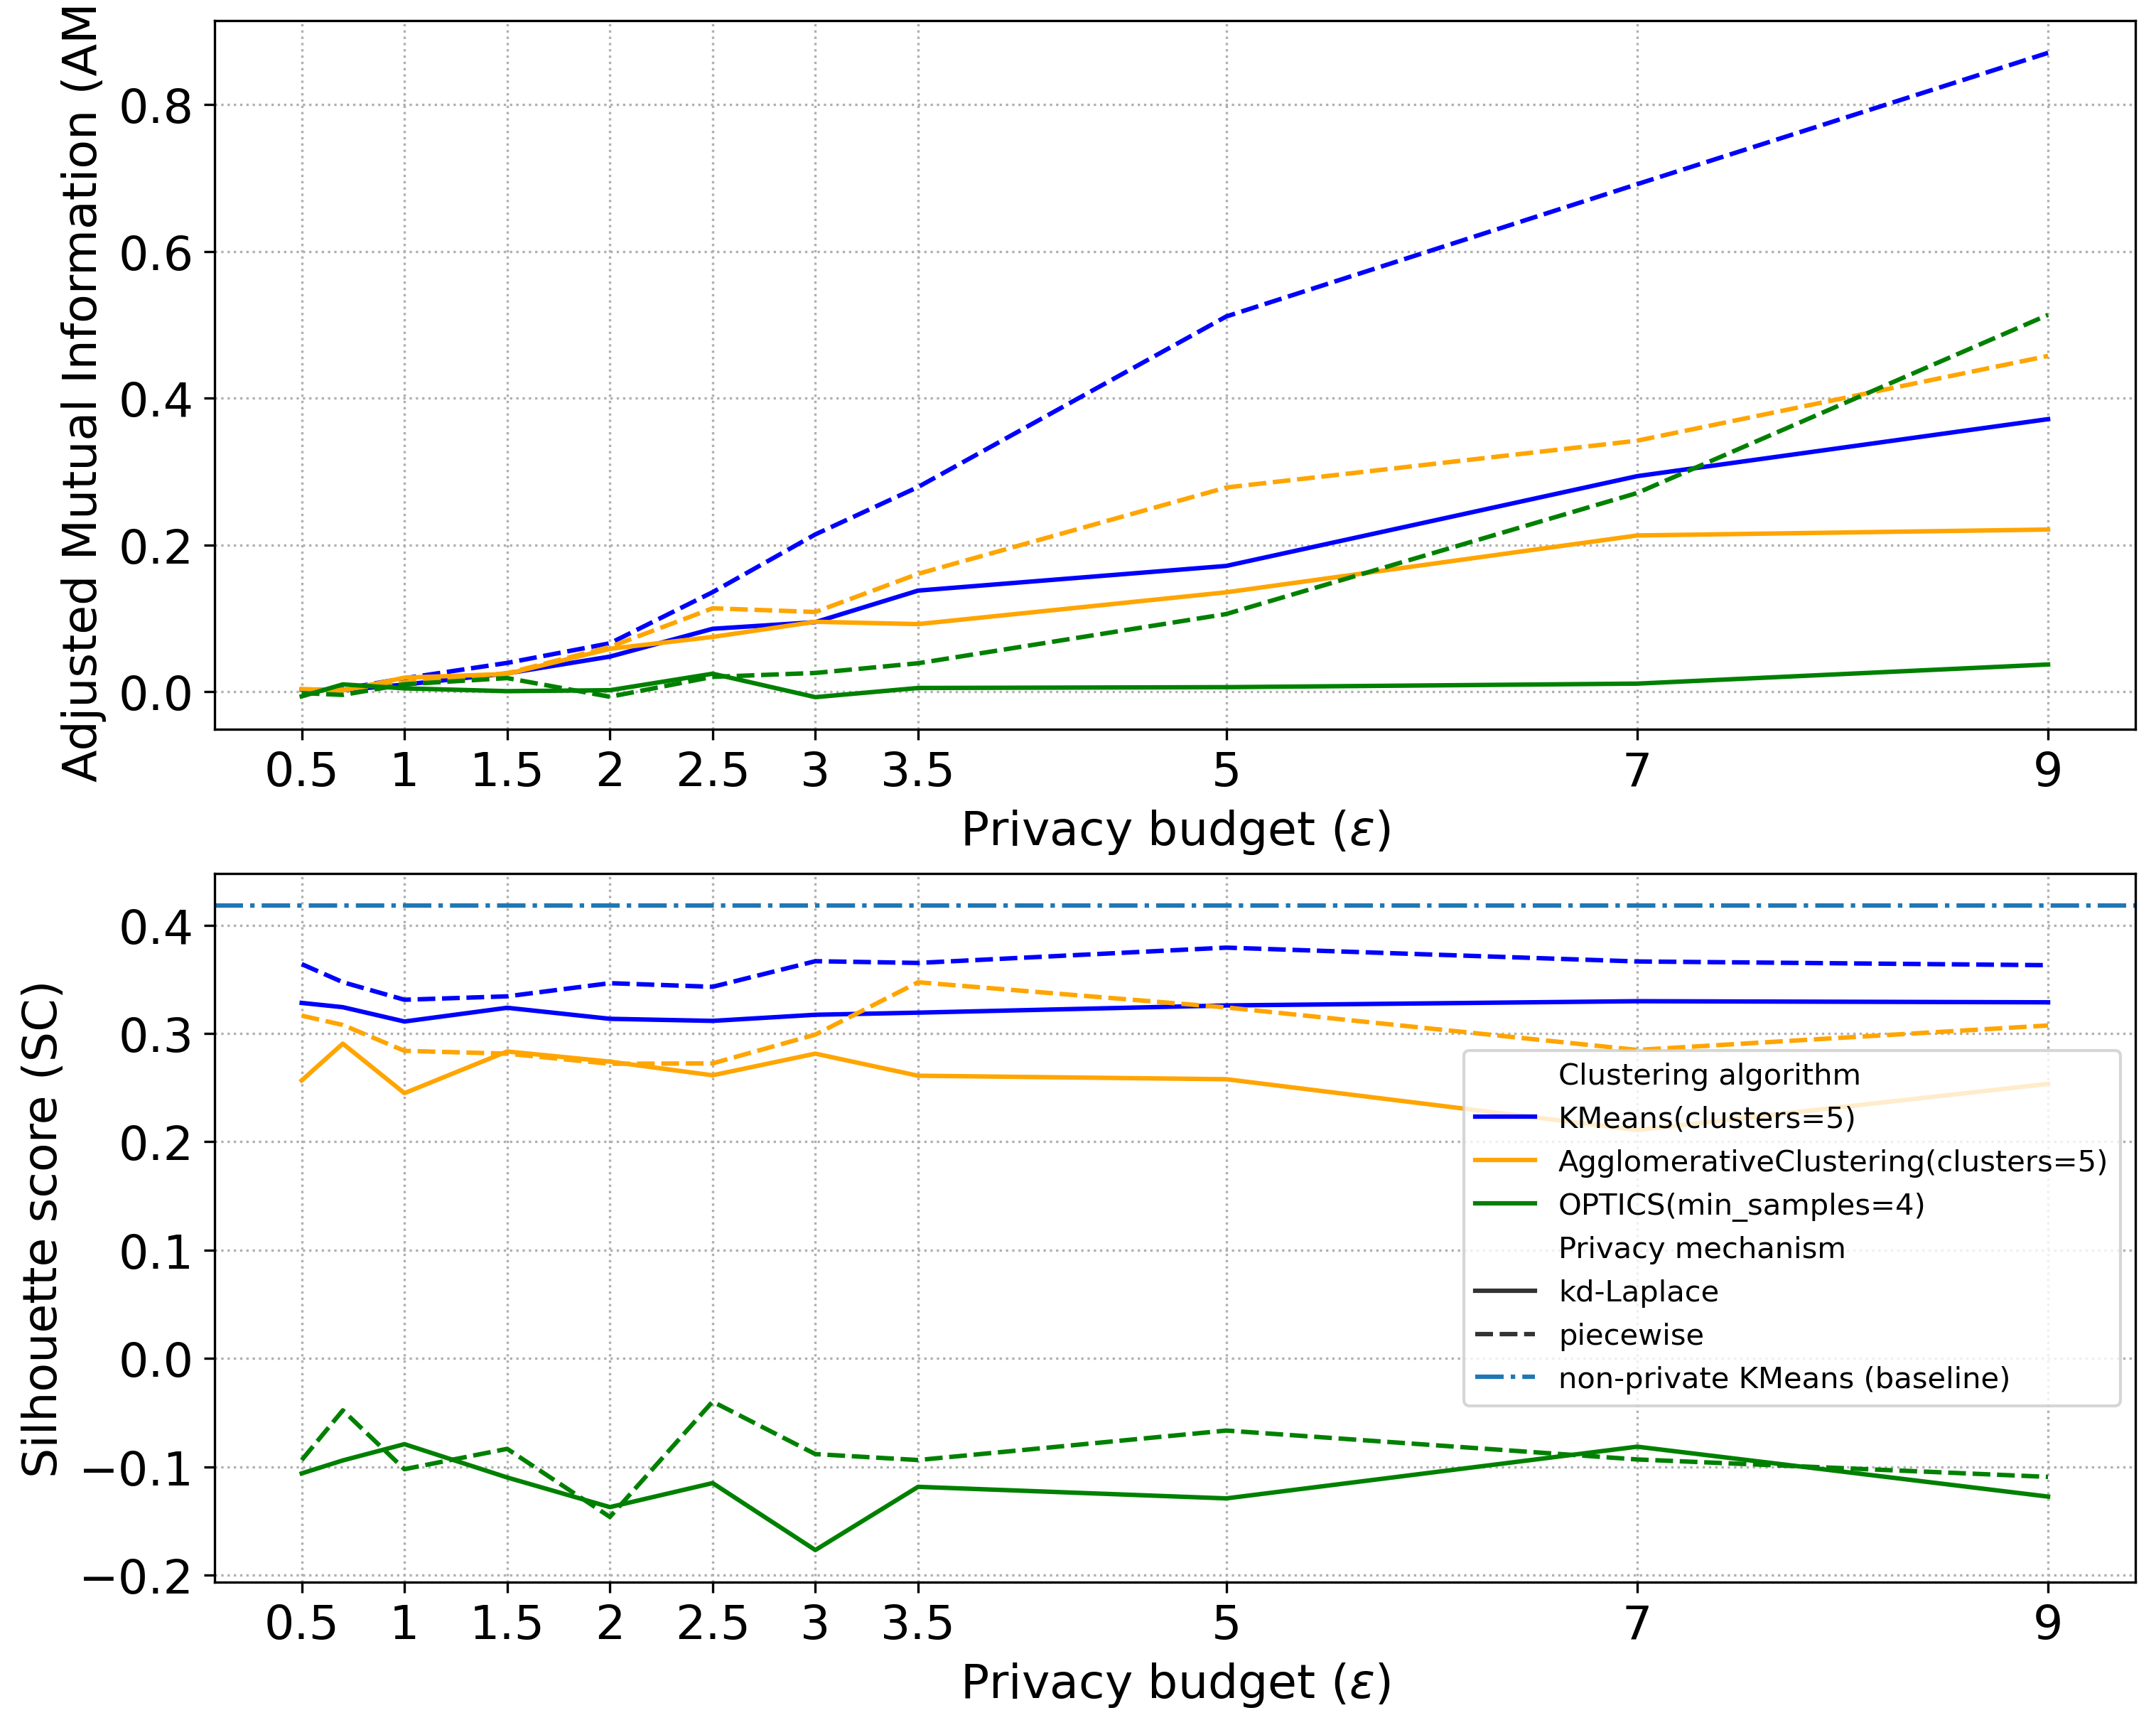 Adjusted Mutual Information (AM
0.8
0.6
0.4
0.2
0.0
0.5 1 1.5 2 2.5 3 3.5 5 7 9
Privacy budget (ε)
Silhouette score (SC)
0.4
0.3
0.2
0.1
0.0
−0.1
−0.2
Clustering algorithm
KMeans(clusters=5)
AgglomerativeClustering(clusters=5)
OPTICS(min_samples=4)
Privacy mechanism
kd-Laplace
piecewise
non-private KMeans (baseline)
0.5 1 1.5 2 2.5 3 3.5 5 7 9
Privacy budget (ε)